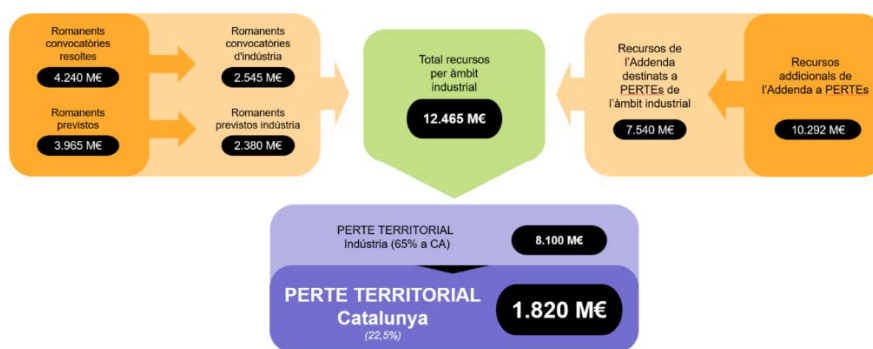 Romanents
convocatòries
resoltes
4.240 M€
Romanents
convocatòries
d'indústria
2.545 M€
Romanents
previstos
3.965 M€
Romanents
previstos indústria
2.380 M€
Total recursos
per àmbit
industrial
12.465 M€
Recursos de
l'Addenda
destinats a
PERTEs de
l'àmbit industrial
7.540 M€
Recursos
addicionals de
l'Addenda a PERTEs
10.292 M€
PERTE TERRITORIAL
Indústria (65% a CA)
8.100 M€
PERTE TERRITORIAL
Catalunya
(22,5%)
1.820 M€